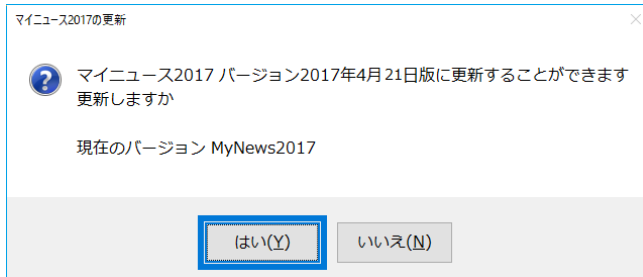 マイニュース2017の更新
マイニュース2017 バージョン2017年4月21日版に更新することができます
更新しますか
現在のバージョン MyNews2017
はい(Y)
いいえ(N)